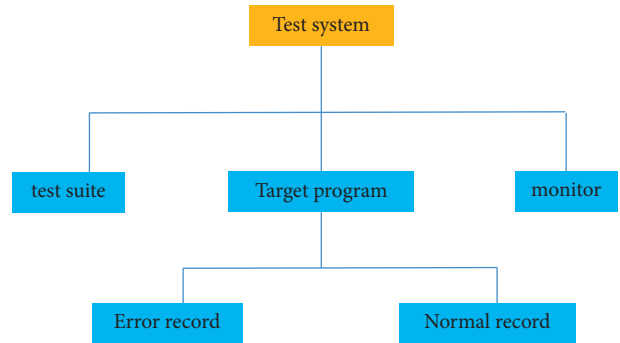 Test system
test suite
Target program
monitor
Error record
Normal record